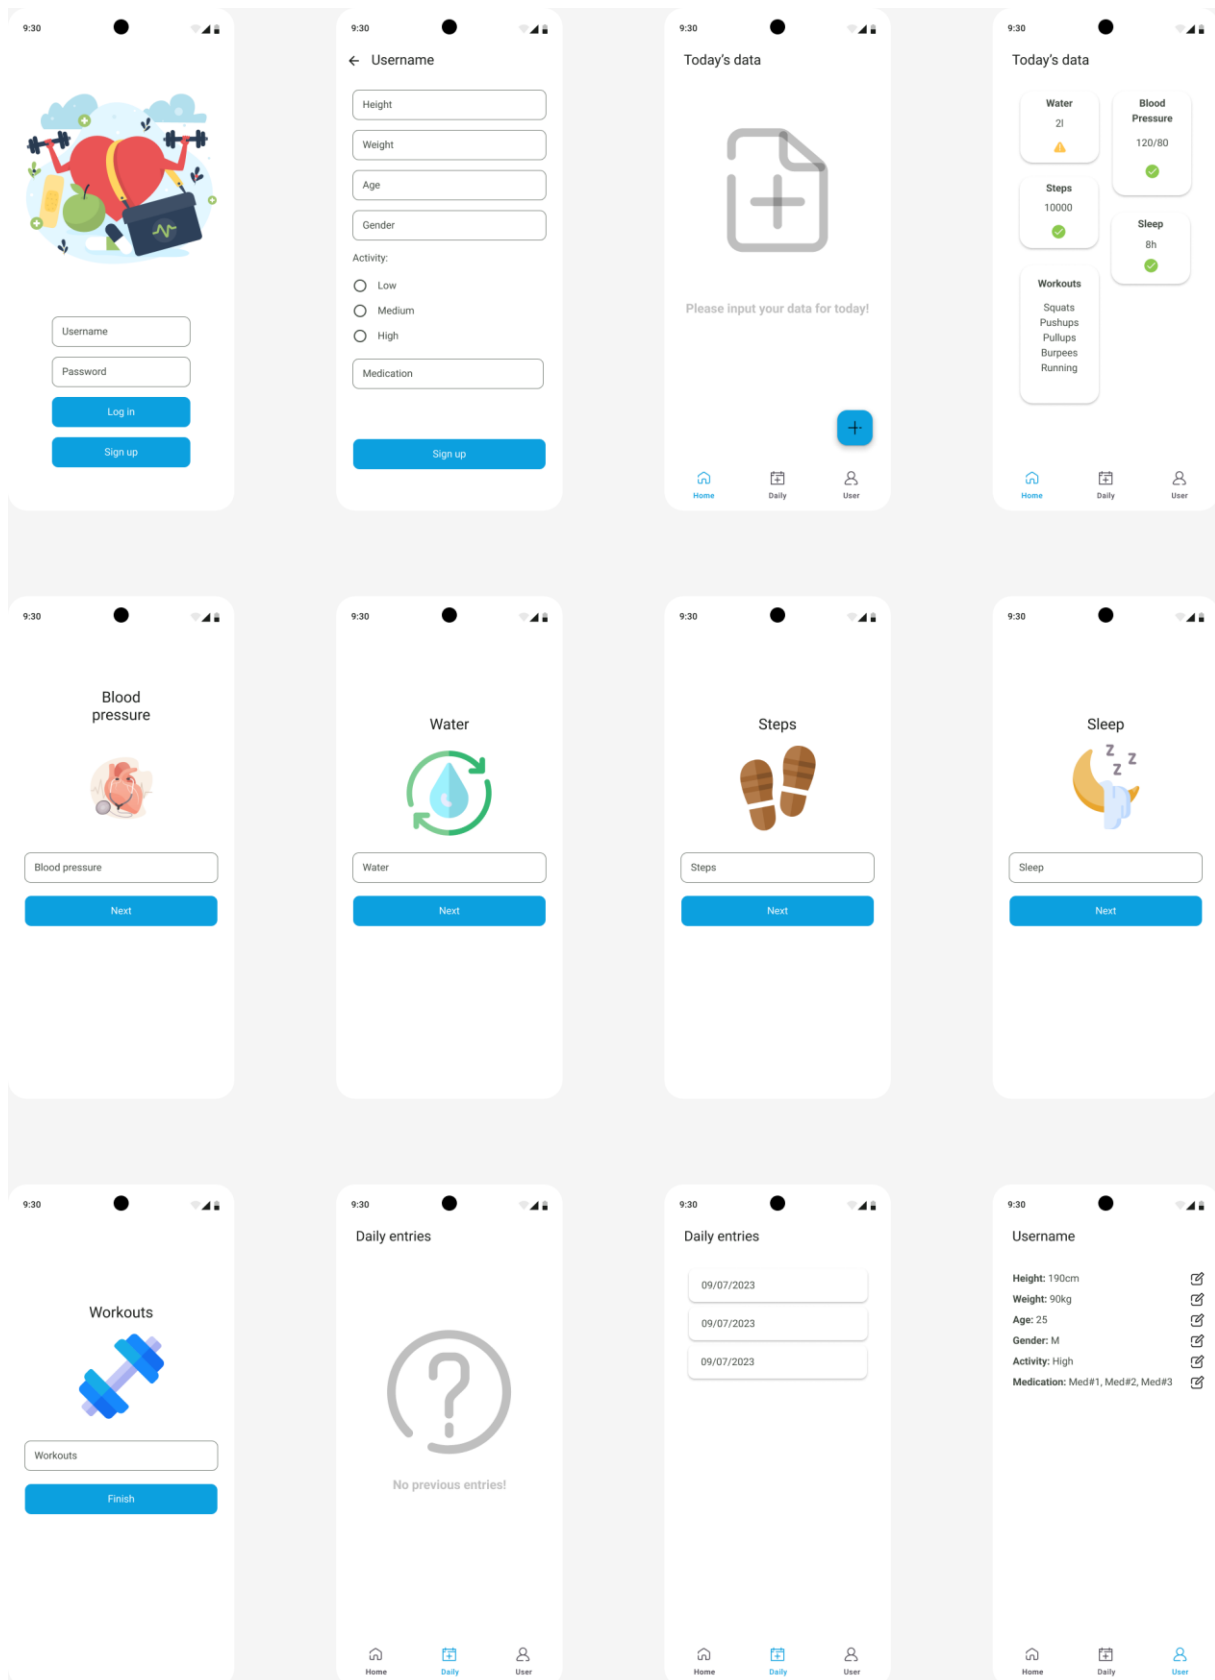 9:30
Username
Password
Log in
Sign up
9:30
Username
Height
Weight
Age
Gender
Activity:
Low
Medium
High
Medication
Sign up
9:30
Today's data
Please input your data for today!
Home Daily User
9:30
Today's data
Water
2l
Blood
Pressure
120/80
Steps
10000
Sleep
8h
Workouts
Squats
Pushups
Pullups
Burpees
Running
Home Daily User
9:30
Blood
pressure
Blood pressure
Next
9:30
Water
Water
Next
9:30
Steps
Steps
Next
9:30
Sleep
z
z
z
Sleep
Next
9:30
Workouts
Workouts
Finish
9:30
Daily entries
No previous entries!
Home Daily User
9:30
Daily entries
09/07/2023
09/07/2023
09/07/2023
Home Daily User
9:30
Username
Height: 190cm
Weight: 90kg
Age: 25
Gender: M
Activity: High
Medication: Med#1, Med#2, Med#3
Home Daily User